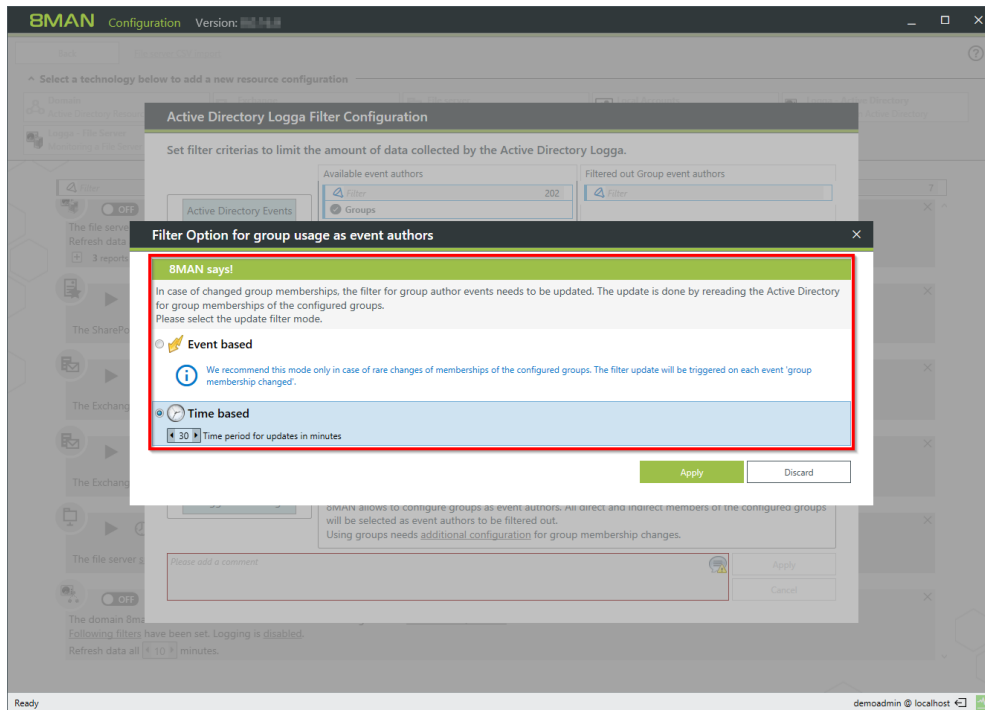 8MAN Configuration Version:
Back
^ Select a technology below to add a new resource configuration
Active Directory Logga Filter Configuration
Set filter criterias to limit the amount of data collected by the Active Directory Logga.
Available event authors
Filtered out Group event authors
Filter 202
Filter
Filter 7
Active Directory Events
Groups
OFF
The file serve
Refresh data
3 reports
Filter Option for group usage as event authors
8MAN says!
In case of changed group memberships, the filter for group author events needs to be updated. The update is done by rereading the Active Directory
for group memberships of the configured groups.
Please select the update filter mode.
Event based
We recommend this mode only in case of rare changes of memberships of the configured groups. The filter update will be triggered on each event 'group
membership changed'.
Time based
30 Time period for updates in minutes
Apply Discard
The SharePo
The Exchang
The Exchang
8MAN allows to configure groups as event authors. All direct and indirect members of the configured groups
will be selected as event authors to be filtered out.
Using groups needs additional configuration for group membership changes.
The file server s
Please add a comment
Apply
Cancel
OFF
The domain 8ma
Following filters have been set. Logging is disabled.
Refresh data all 10 minutes.
Ready
demoadmin @ localhost